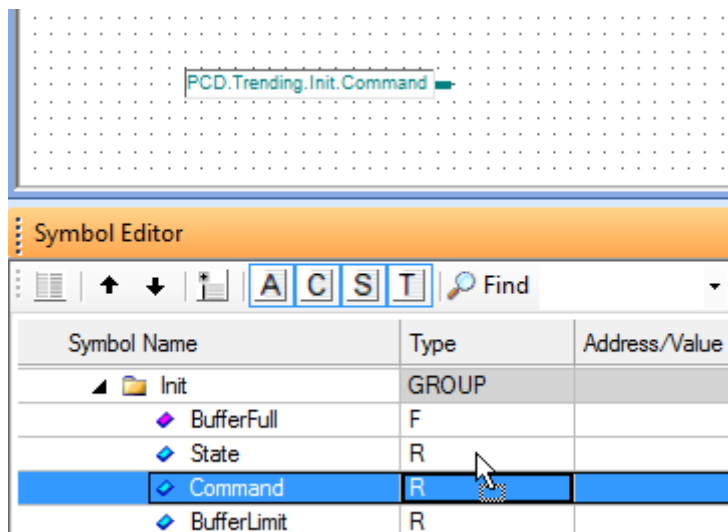 PCD.Trending.Init.Command
Symbol Editor
A C S T Find
Symbol Name Type Address/Value
Init GROUP
BufferFull F
State R
Command R
BufferLimit R